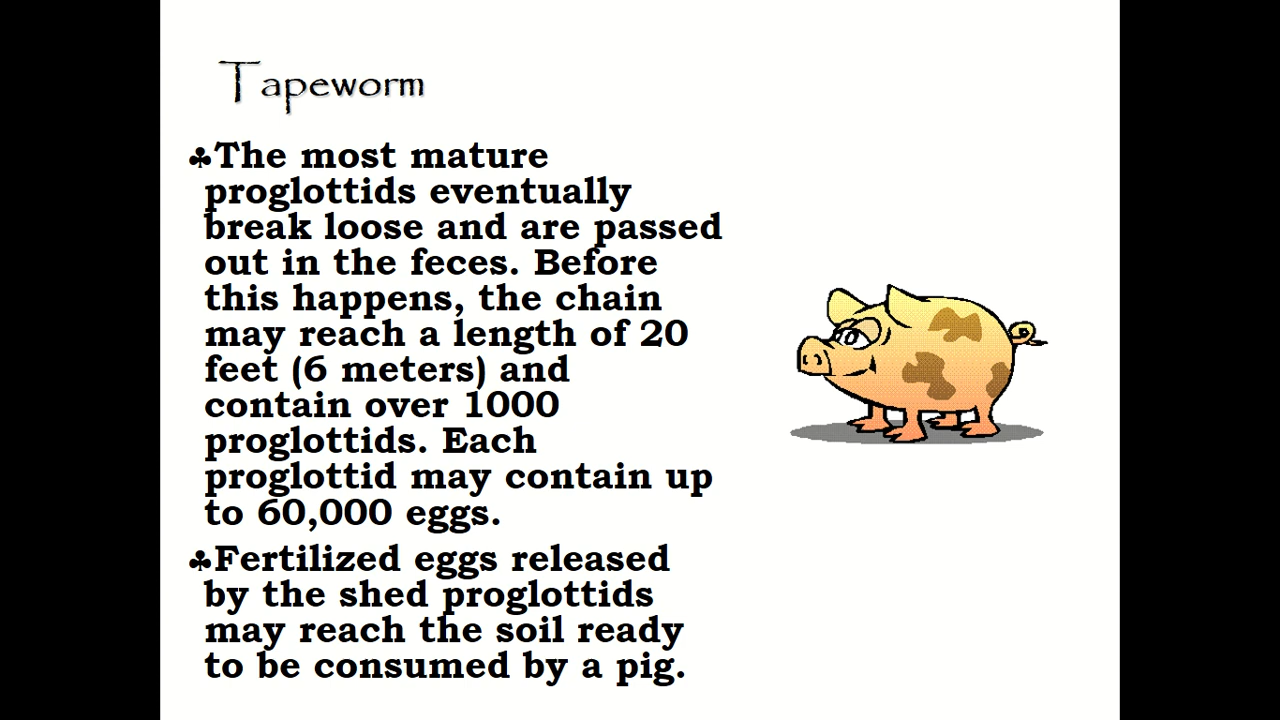 Tapeworm
♣The most mature
proglottids eventually
break loose and are passed
out in the feces. Before
this happens, the chain
may reach a length of 20
feet (6 meters) and
contain over 1000
proglottids. Each
proglottid may contain up
to 60,000 eggs.
♣Fertilized eggs released
by the shed proglottids
may reach the soil ready
to be consumed by a pig.